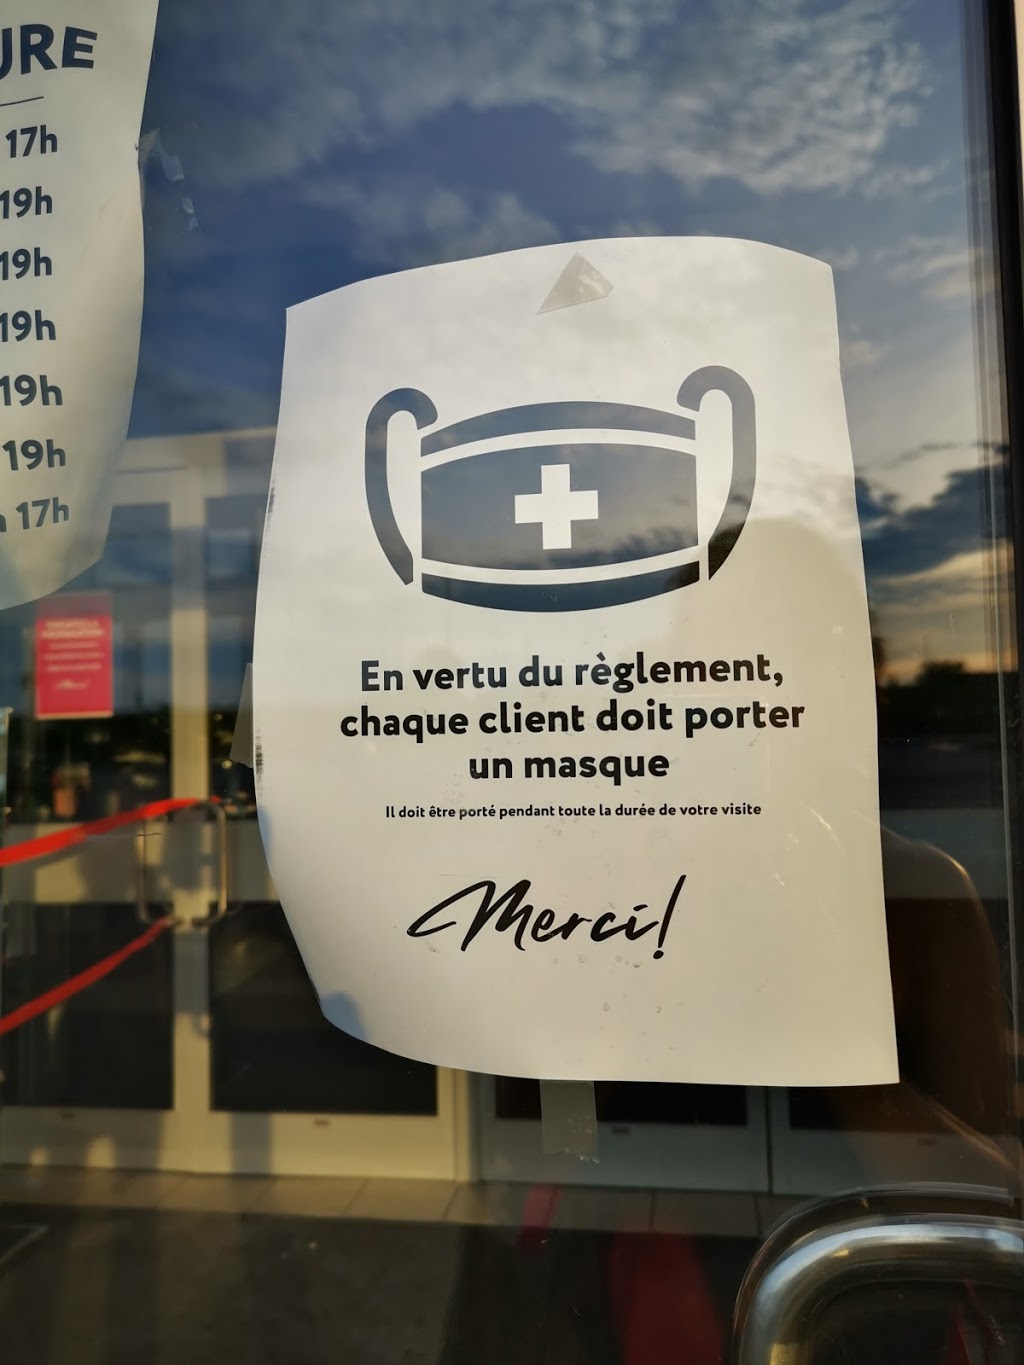 17h
19h
19h
19h
19h
19h
17h
En vertu du règlement,
chaque client doit porter
un masque
Il doit être porté pendant toute la durée de votre visite
Merci!